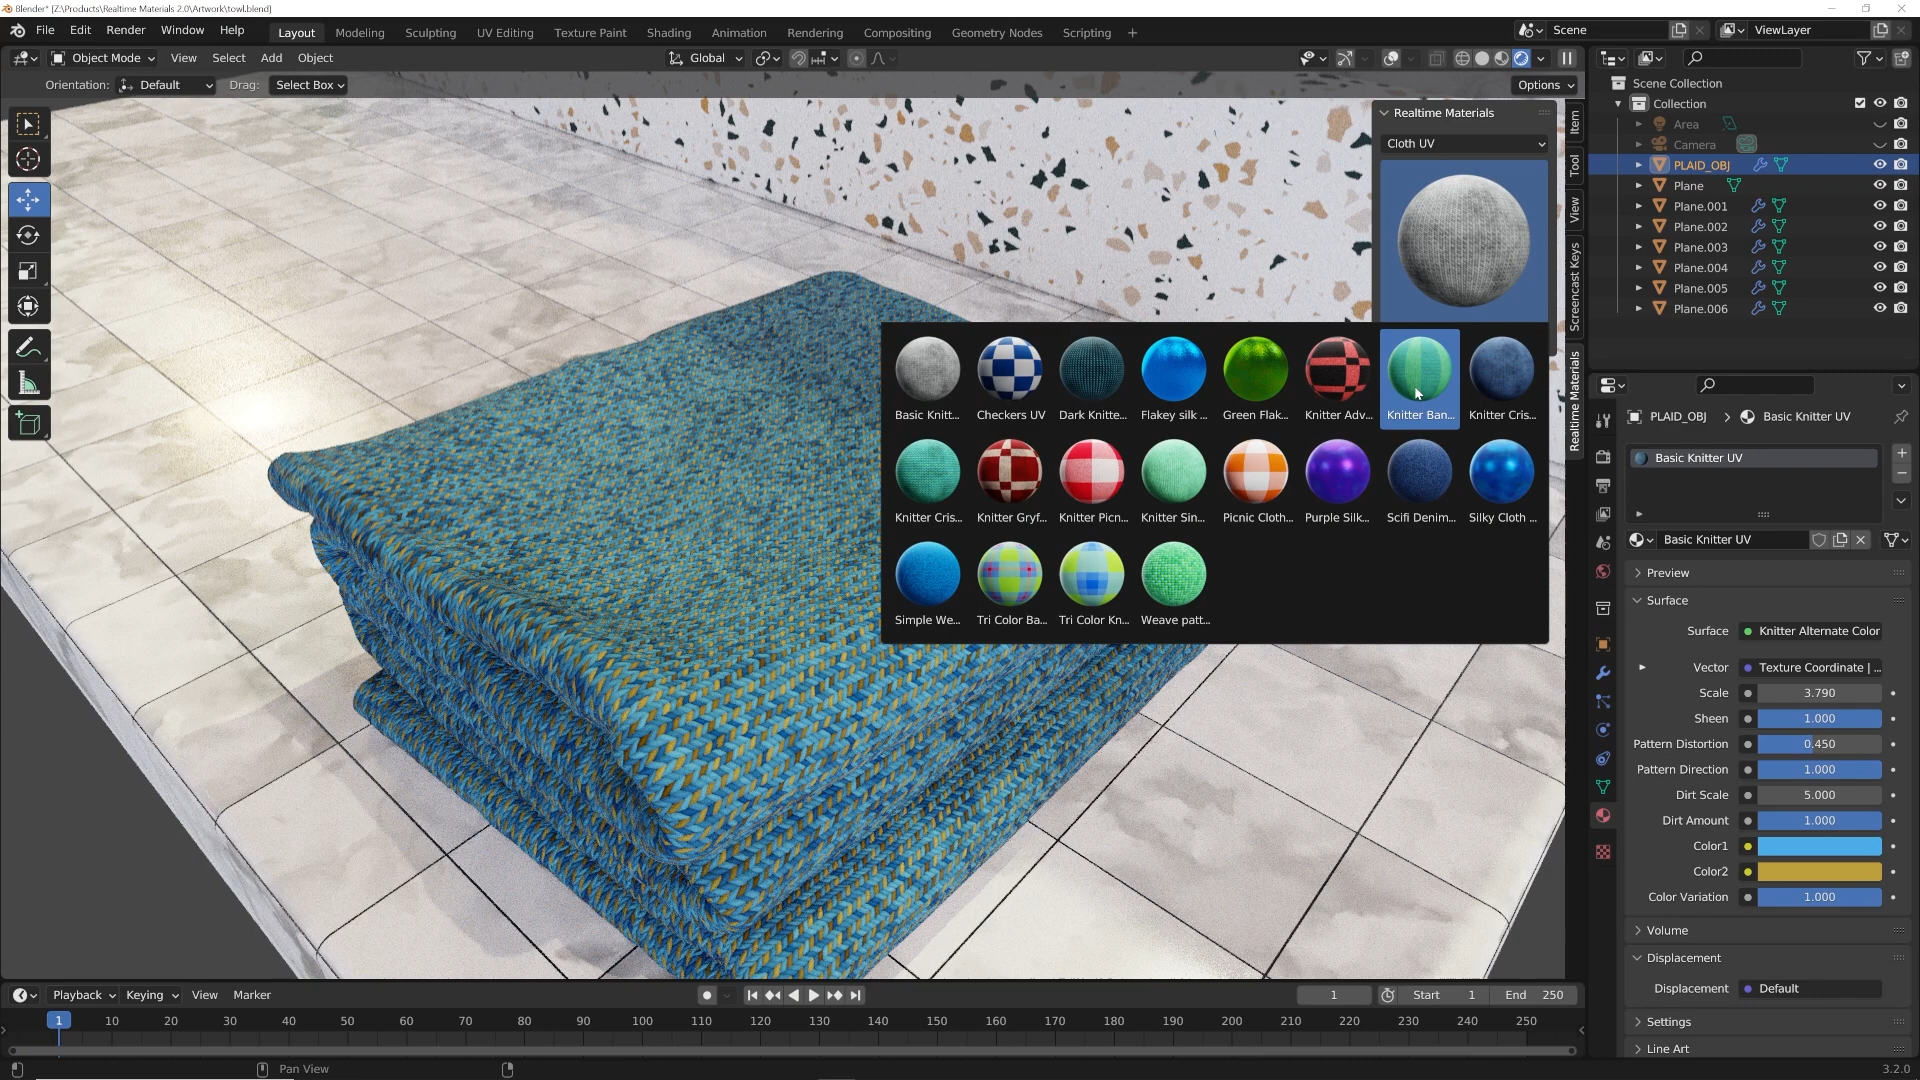 Blender* [Z:\Products\Realtime Materials 2.0\Artwork\towl.blend]
File Edit Render Window Help Layout Modeling Sculpting UV Editing Texture Paint Shading Animation Rendering Compositing Geometry Nodes Scripting + Scene ViewLayer
Object Mode View Select Add Object Global
Orientation: Default Drag: Select Box Options
Realtime Materials
Cloth UV
Item
Tool
View
Screencast Keys
Realtime Materials
Basic Knitt... Checkers UV Dark Knitte... Flakey silk ... Green Flak... Knitter Adv... Knitter Ban... Knitter Cris...
Knitter Cris... Knitter Gryf... Knitter Picn... Knitter Sin... Picnic Cloth... Purple Silk... Scifi Denim... Silky Cloth ...
Simple We... Tri Color Ba... Tri Color Kn... Weave patt...
Scene Collection
Collection
Area
Camera
PLAID_OBJ
Plane
Plane.001
Plane.002
Plane.003
Plane.004
Plane.005
Plane.006
PLAID_OBJ > Basic Knitter UV
Basic Knitter UV
Basic Knitter UV
Preview
Surface
Surface Knitter Alternate Color
Vector Texture Coordinate | ...
Scale 3.790
Sheen 1.000
Pattern Distortion 0.450
Pattern Direction 1.000
Dirt Scale 5.000
Dirt Amount 1.000
Color1
Color2
Color Variation 1.000
Volume
Displacement
Displacement Default
Settings
Line Art
Playback Keying View Marker 1 Start 1 End 250
1 10 20 30 40 50 60 70 80 90 100 110 120 130 140 150 160 170 180 190 200 210 220 230 240 250
Pan View 3.2.0